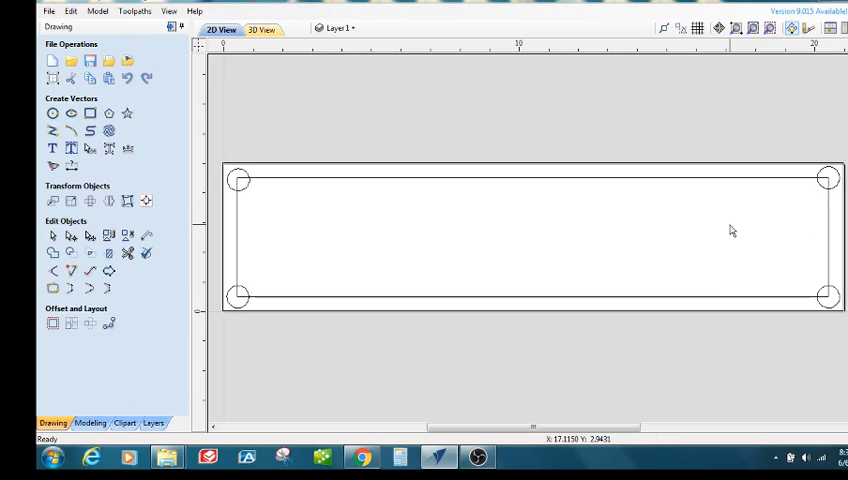 File Edit Model Toolpaths View Help Version 9.015 Available!
Drawing
2D View 3D View Layer 1
File Operations
0 10 20
Create Vectors
Transform Objects
Edit Objects
0
Offset and Layout
Drawing Modeling Clipart Layers
Ready X: 17.1150 Y: 2.9431